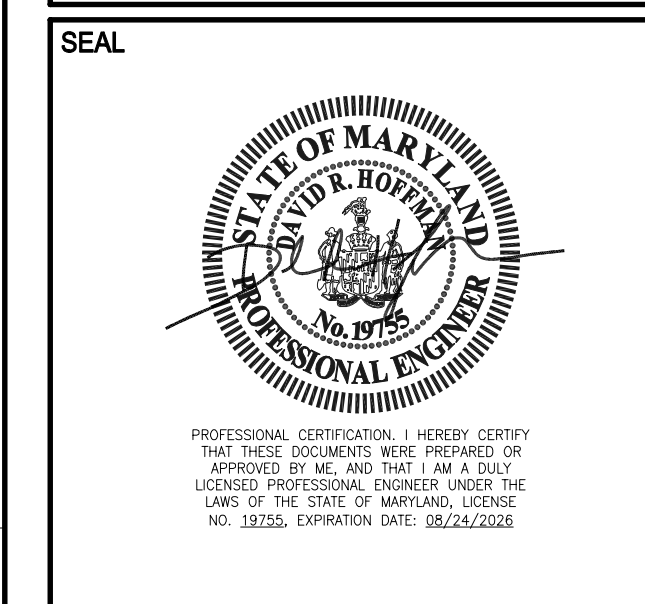 SEAL
STATE OF MARYLAND
DAVID R. HOFFMAN
No. 19755
PROFESSIONAL ENGINEER
PROFESSIONAL CERTIFICATION. I HEREBY CERTIFY
THAT THESE DOCUMENTS WERE PREPARED OR
APPROVED BY ME, AND THAT I AM A DULY
LICENSED PROFESSIONAL ENGINEER UNDER THE
LAWS OF THE STATE OF MARYLAND, LICENSE
NO. 19755, EXPIRATION DATE: 08/24/2026